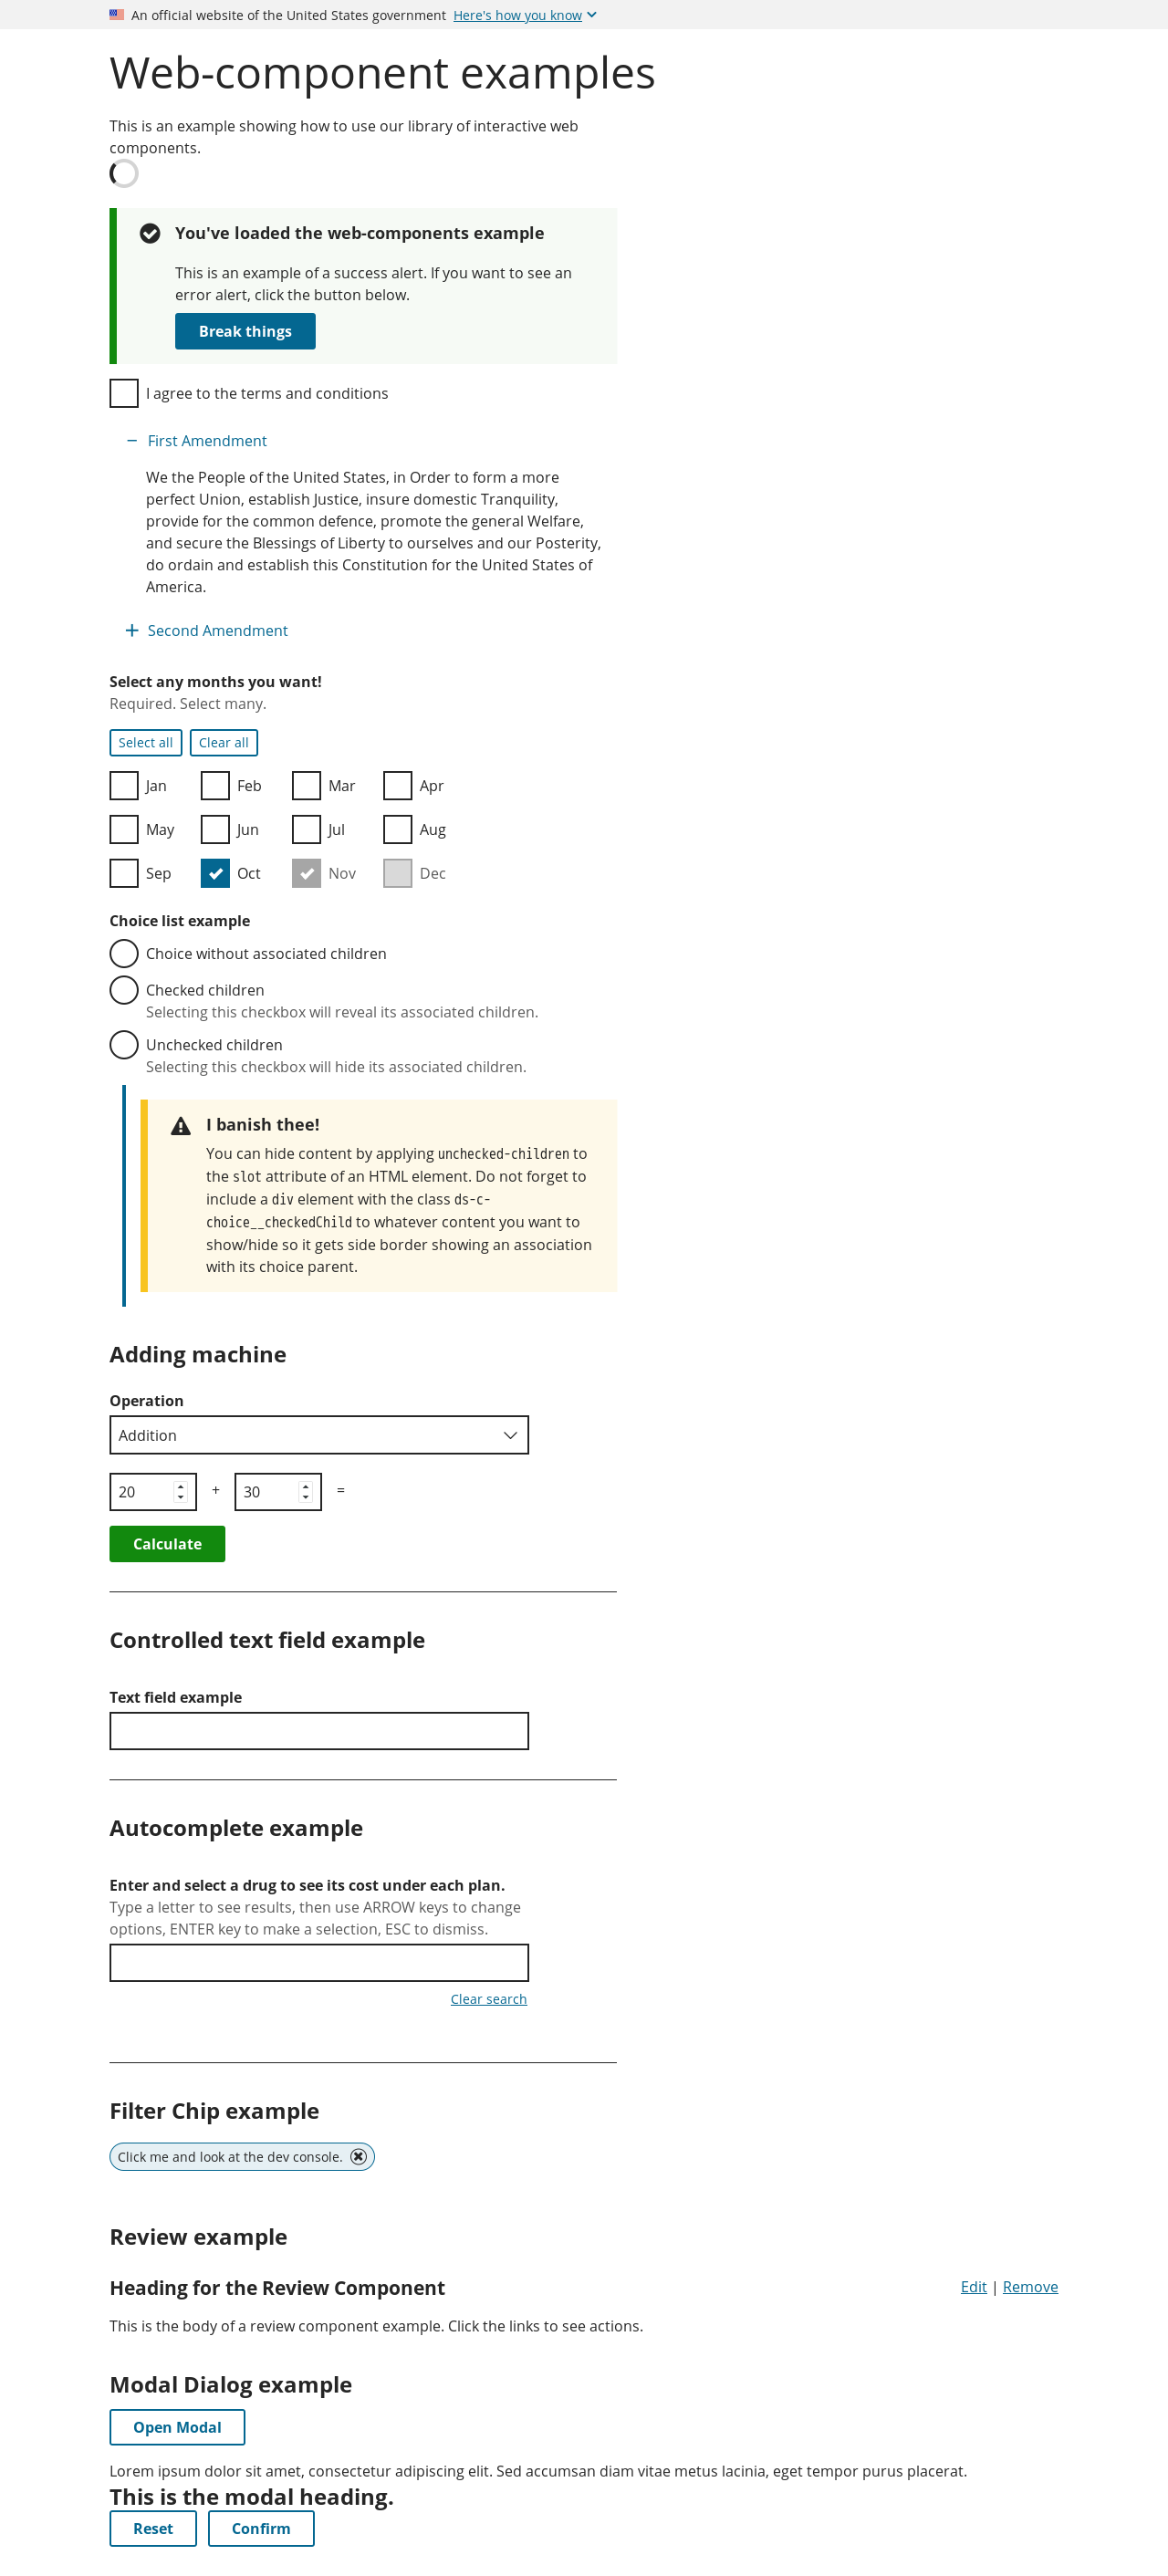 An official website of the United States government Here's how you know
Web-component examples
This is an example showing how to use our library of interactive web
components.
You've loaded the web-components example
This is an example of a success alert. If you want to see an
error alert, click the button below.
Break things
I agree to the terms and conditions
First Amendment
We the People of the United States, in Order to form a more
perfect Union, establish Justice, insure domestic Tranquility,
provide for the common defence, promote the general Welfare,
and secure the Blessings of Liberty to ourselves and our Posterity,
do ordain and establish this Constitution for the United States of
America.
Second Amendment
Select any months you want!
Required. Select many.
Select all Clear all
Jan Feb Mar Apr
May Jun Jul Aug
Sep Oct Nov Dec
Choice list example
Choice without associated children
Checked children
Selecting this checkbox will reveal its associated children.
Unchecked children
Selecting this checkbox will hide its associated children.
I banish thee!
You can hide content by applying unchecked-children to
the slot attribute of an HTML element. Do not forget to
include a div element with the class ds-c-
choice__checkedChild to whatever content you want to
show/hide so it gets side border showing an association
with its choice parent.
Adding machine
Operation
Addition
20 + 30 =
Calculate
Controlled text field example
Text field example
Autocomplete example
Enter and select a drug to see its cost under each plan.
Type a letter to see results, then use ARROW keys to change
options, ENTER key to make a selection, ESC to dismiss.
Clear search
Filter Chip example
Click me and look at the dev console.
Review example
Heading for the Review Component Edit | Remove
This is the body of a review component example. Click the links to see actions.
Modal Dialog example
Open Modal
Lorem ipsum dolor sit amet, consectetur adipiscing elit. Sed accumsan diam vitae metus lacinia, eget tempor purus placerat.
This is the modal heading.
Reset Confirm